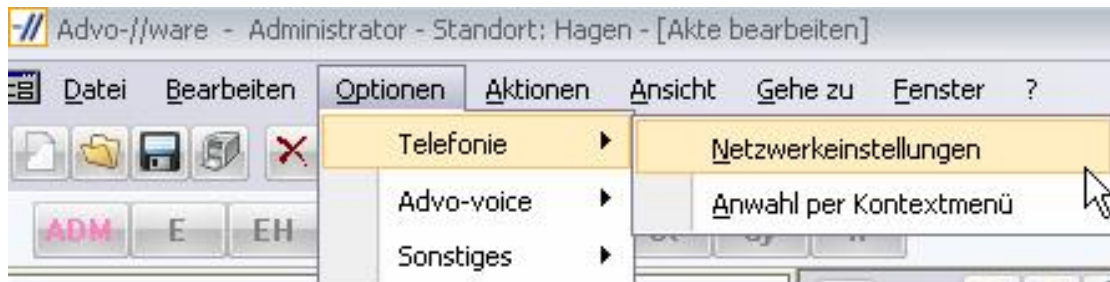 Advo-//ware - Administrator - Standort: Hagen - [Akte bearbeiten]
Datei Bearbeiten Optionen Aktionen Ansicht Gehe zu Fenster ?
Telefonie
Netzwerkeinstellungen
Advo-voice
Anwahl per Kontextmenü
ADM E EH
Sonstiges